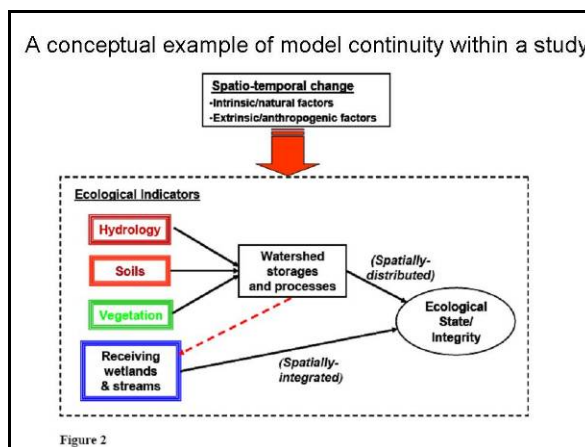 A conceptual example of model continuity within a study
Spatio-temporal change
-Intrinsic/natural factors
-Extrinsic/anthropogenic factors
Ecological Indicators
Hydrology
Soils
Vegetation
Receiving
wetlands
& streams
Watershed
storages
and processes
(Spatially-
distributed)
(Spatially-
integrated)
Ecological
State/
Integrity
Figure 2